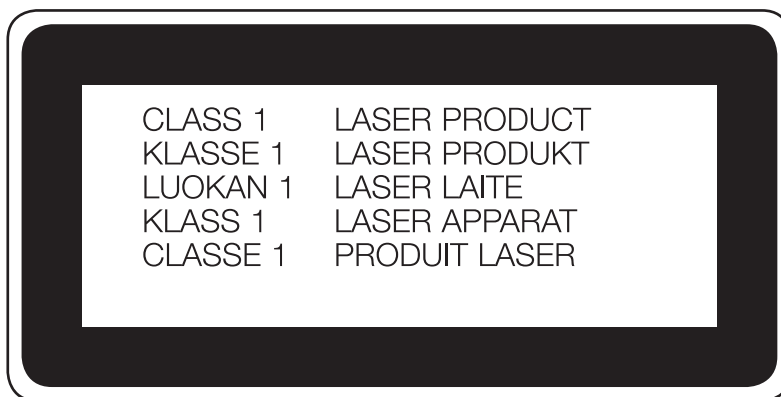 CLASS 1 LASER PRODUCT
KLASSE 1 LASER PRODUKT
LUOKAN 1 LASER LAITE
KLASS 1 LASER APPARAT
CLASSE 1 PRODUIT LASER